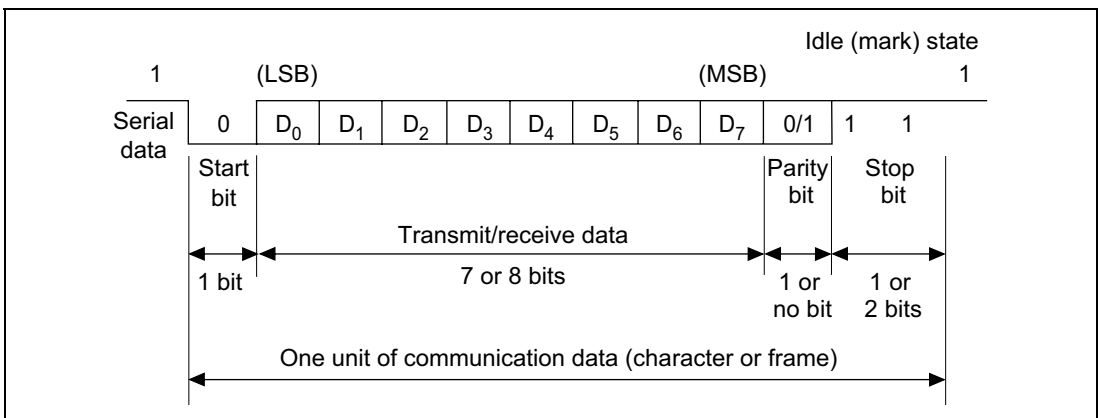 Idle (mark) state
1 (LSB) (MSB) 1
Serial data
0 D₀ D₁ D₂ D₃ D₄ D₅ D₆ D₇ 0/1 1 1
Start bit
Parity bit
Stop bit
Transmit/receive data
1 bit
7 or 8 bits
1 or no bit
1 or 2 bits
One unit of communication data (character or frame)